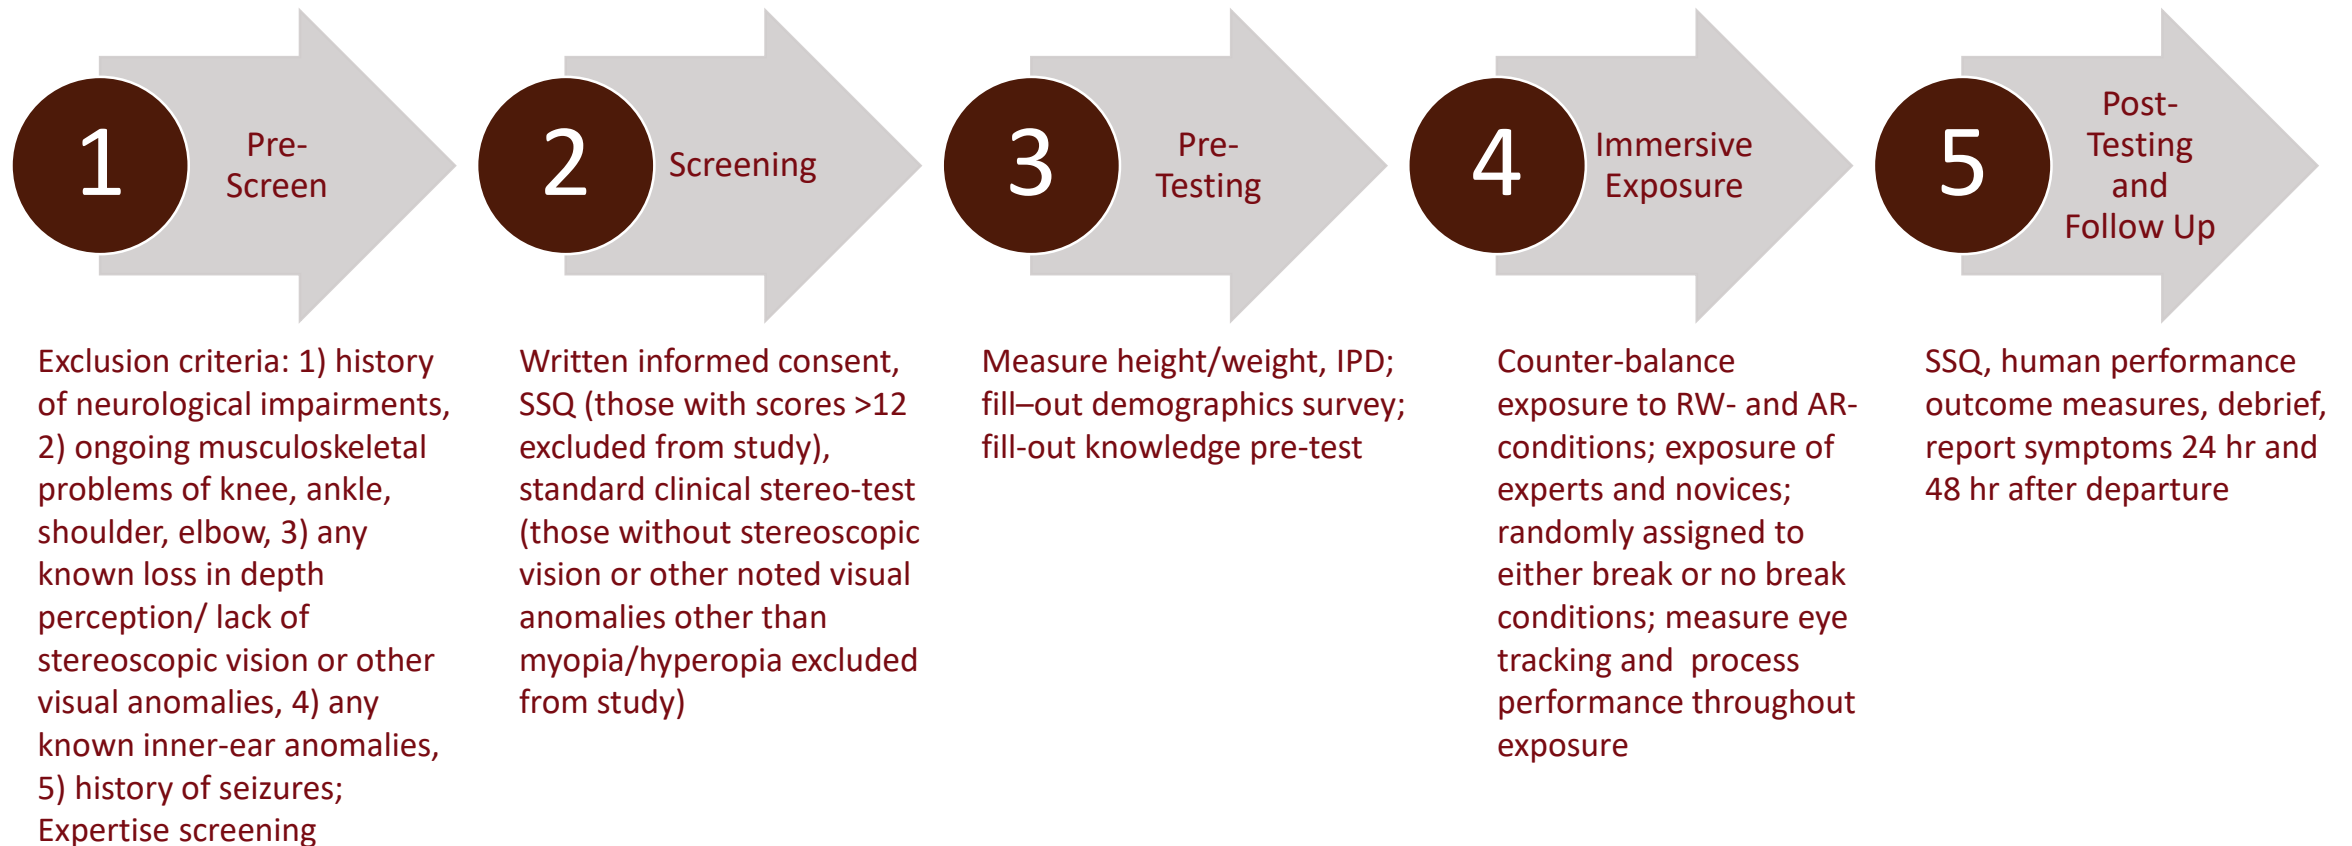 1
Pre-
Screen
Exclusion criteria: 1) history
of neurological impairments,
2) ongoing musculoskeletal
problems of knee, ankle,
shoulder, elbow, 3) any
known loss in depth
perception/ lack of
stereoscopic vision or other
visual anomalies, 4) any
known inner-ear anomalies,
5) history of seizures;
Expertise screening
2
Screening
Written informed consent,
SSQ (those with scores >12
excluded from study),
standard clinical stereo-test
(those without stereoscopic
vision or other noted visual
anomalies other than
myopia/hyperopia excluded
from study)
3
Pre-
Testing
Measure height/weight, IPD;
fill–out demographics survey;
fill-out knowledge pre-test
4
Immersive
Exposure
Counter-balance
exposure to RW- and AR-
conditions; exposure of
experts and novices;
randomly assigned to
either break or no break
conditions; measure eye
tracking and  process
performance throughout
exposure
5
Post-
Testing
and
Follow Up
SSQ, human performance
outcome measures, debrief,
report symptoms 24 hr and
48 hr after departure